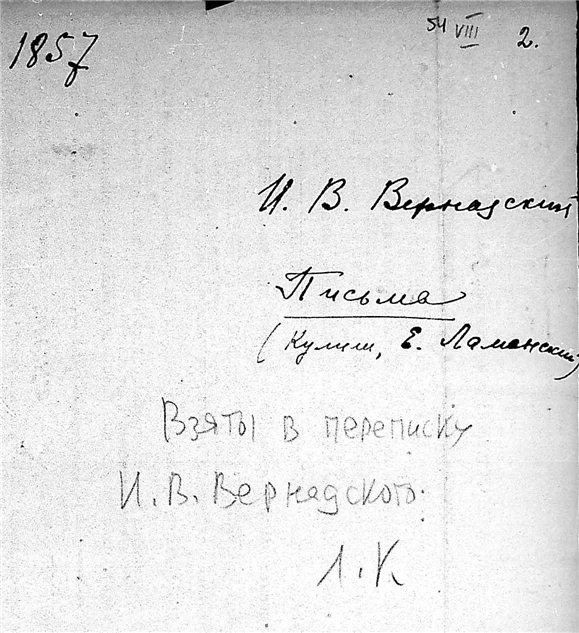 1857
54 VIII 2.
И. В. Вернадский
Письма
(Кулиш, Е. Ламанский)
Взяты в переписку
И. В. Вернадского.
Л. К.